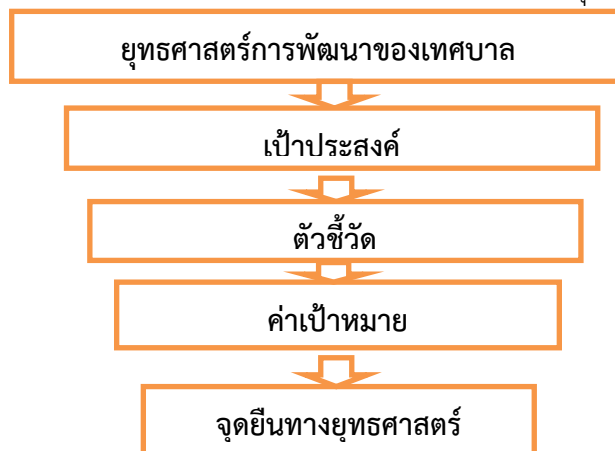 ยุทธศาสตร์การพัฒนาของเทศบาล
เป้าประสงค์
ตัวชี้วัด
ค่าเป้าหมาย
จุดยืนทางยุทธศาสตร์